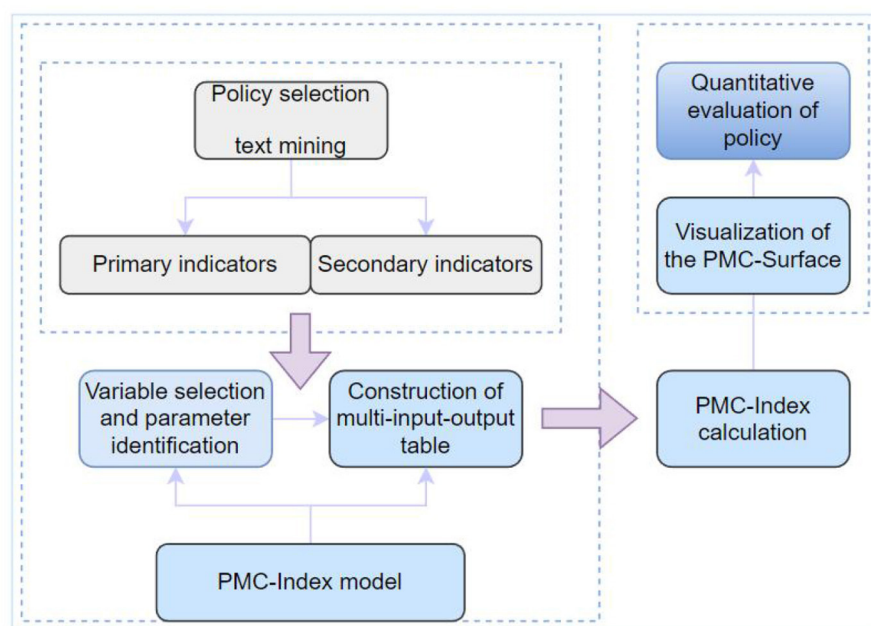 Policy selection
text mining
Primary indicators
Secondary indicators
Variable selection
and parameter
identification
Construction of
multi-input-output
table
PMC-Index model
Quantitative
evaluation of
policy
Visualization of
the PMC-Surface
PMC-Index
calculation